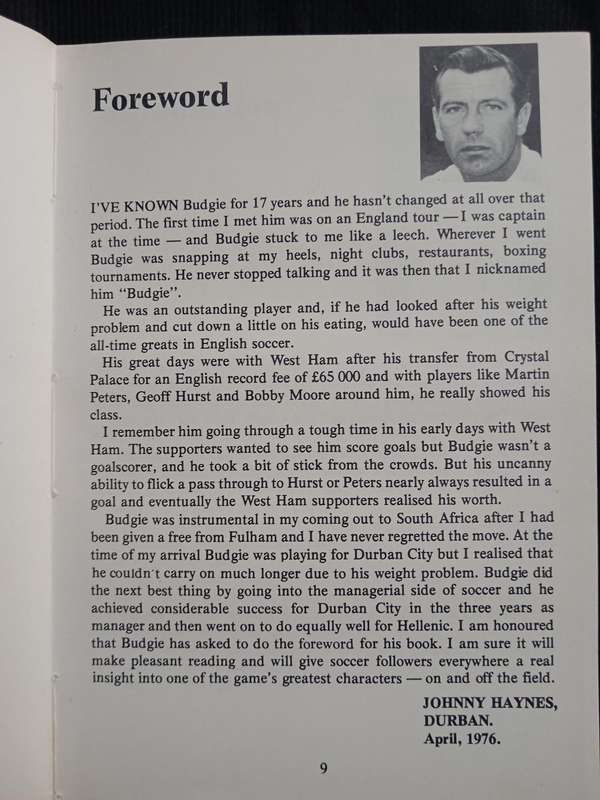 Foreword
I'VE KNOWN Budgie for 17 years and he hasn't changed at all over that
period. The first time I met him was on an England tour — I was captain
at the time — and Budgie stuck to me like a leech. Wherever I went
Budgie was snapping at my heels, night clubs, restaurants, boxing
tournaments. He never stopped talking and it was then that I nicknamed
him "Budgie".
He was an outstanding player and, if he had looked after his weight
problem and cut down a little on his eating, would have been one of the
all-time greats in English soccer.
His great days were with West Ham after his transfer from Crystal
Palace for an English record fee of £65 000 and with players like Martin
Peters, Geoff Hurst and Bobby Moore around him, he really showed his
class.
I remember him going through a tough time in his early days with West
Ham. The supporters wanted to see him score goals but Budgie wasn't a
goalscorer, and he took a bit of stick from the crowds. But his uncanny
ability to flick a pass through to Hurst or Peters nearly always resulted in a
goal and eventually the West Ham supporters realised his worth.
Budgie was instrumental in my coming out to South Africa after I had
been given a free from Fulham and I have never regretted the move. At the
time of my arrival Budgie was playing for Durban City but I realised that
he couldn't carry on much longer due to his weight problem. Budgie did
the next best thing by going into the managerial side of soccer and he
achieved considerable success for Durban City in the three years as
manager and then went on to do equally well for Hellenic. I am honoured
that Budgie has asked to do the foreword for his book. I am sure it will
make pleasant reading and will give soccer followers everywhere a real
insight into one of the game's greatest characters — on and off the field.
JOHNNY HAYNES,
DURBAN.
April, 1976.
9